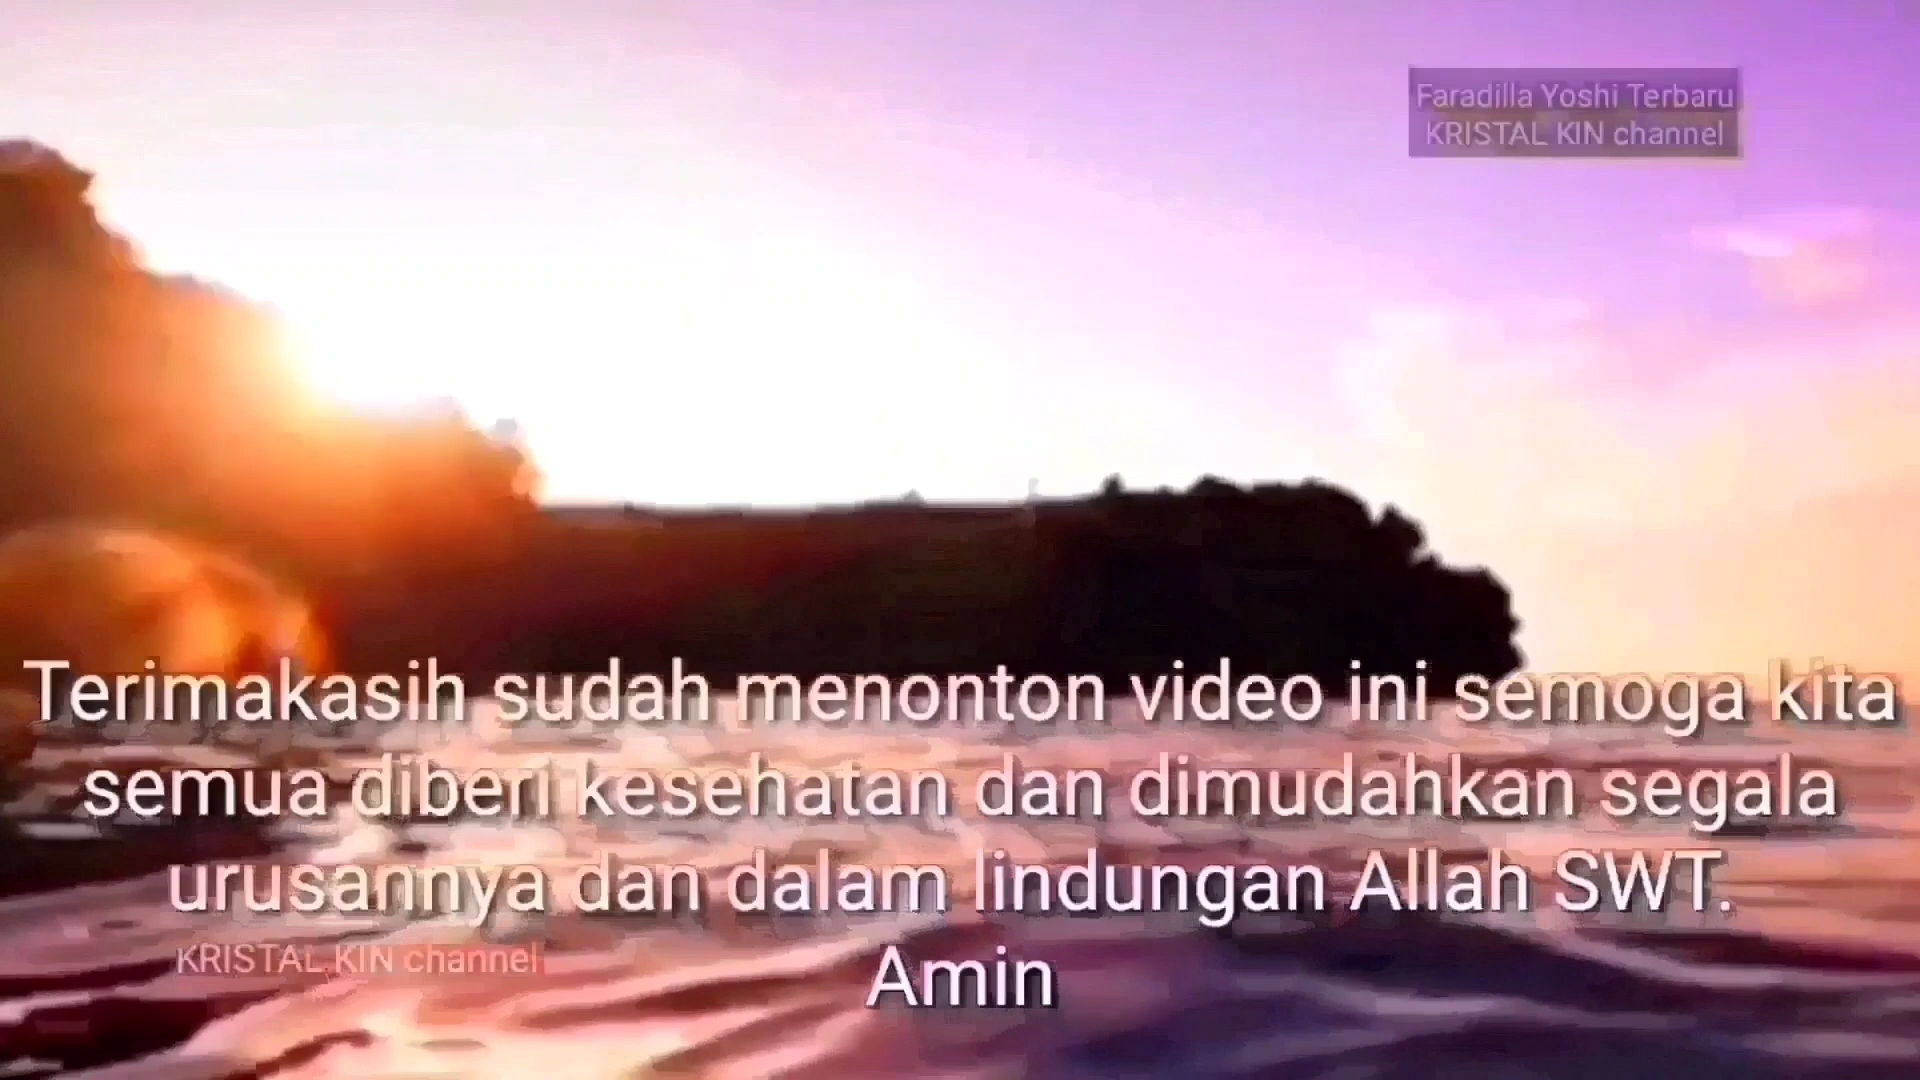 Faradilla Yoshi Terbaru
KRISTAL KIN channel
Terimakasih sudah menonton video ini semoga kita
semua diberi kesehatan dan dimudahkan segala
urusannya dan dalam lindungan Allah SWT.
Amin
KRISTAL KIN channel